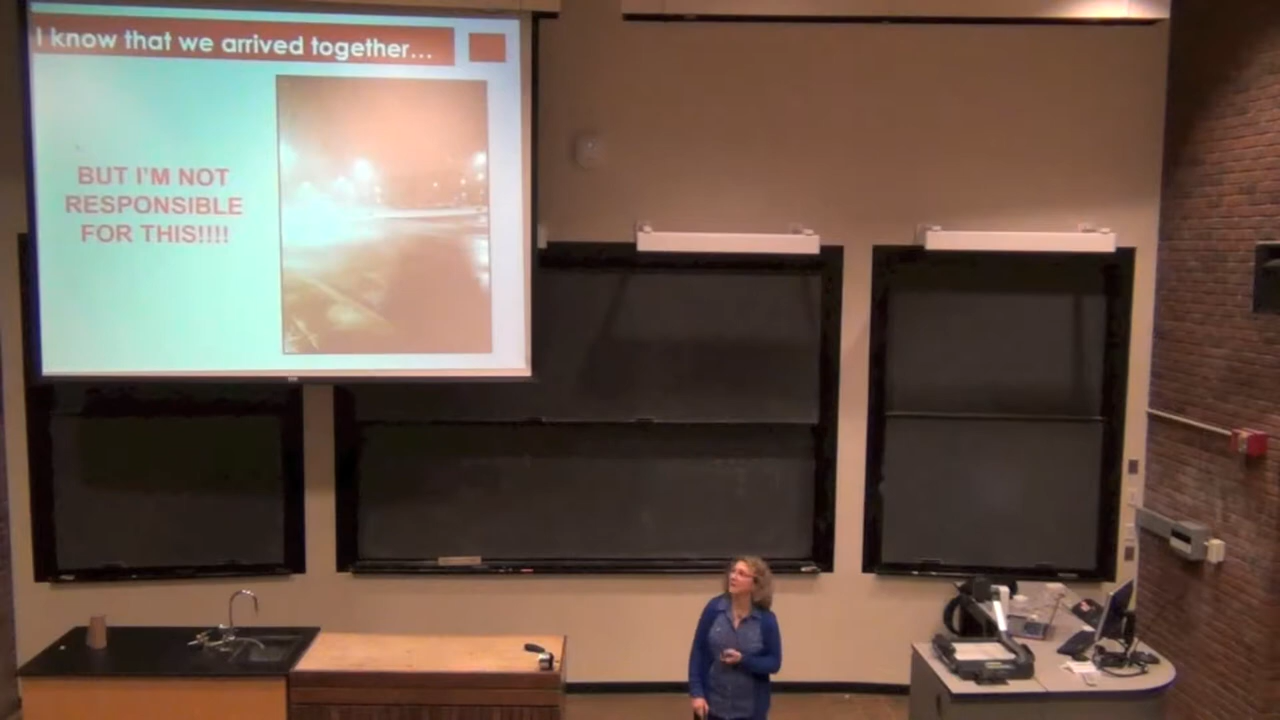 I know that we arrived together...
BUT I'M NOT
RESPONSIBLE
FOR THIS!!!!